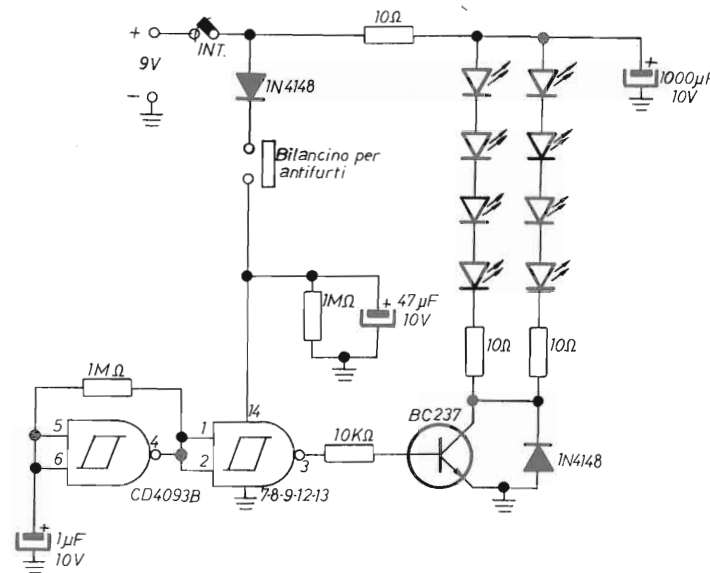 10Ω
+
9V
-
INT.
1N4148
+
1000µF
10V
Bilancino per
antifurti
1MΩ
+
47µF
10V
1MΩ
10Ω
10Ω
14
BC237
5
6
4
1
2
3
10KΩ
1N4148
CD4093B
7-8-9-12-13
+
1µF
10V